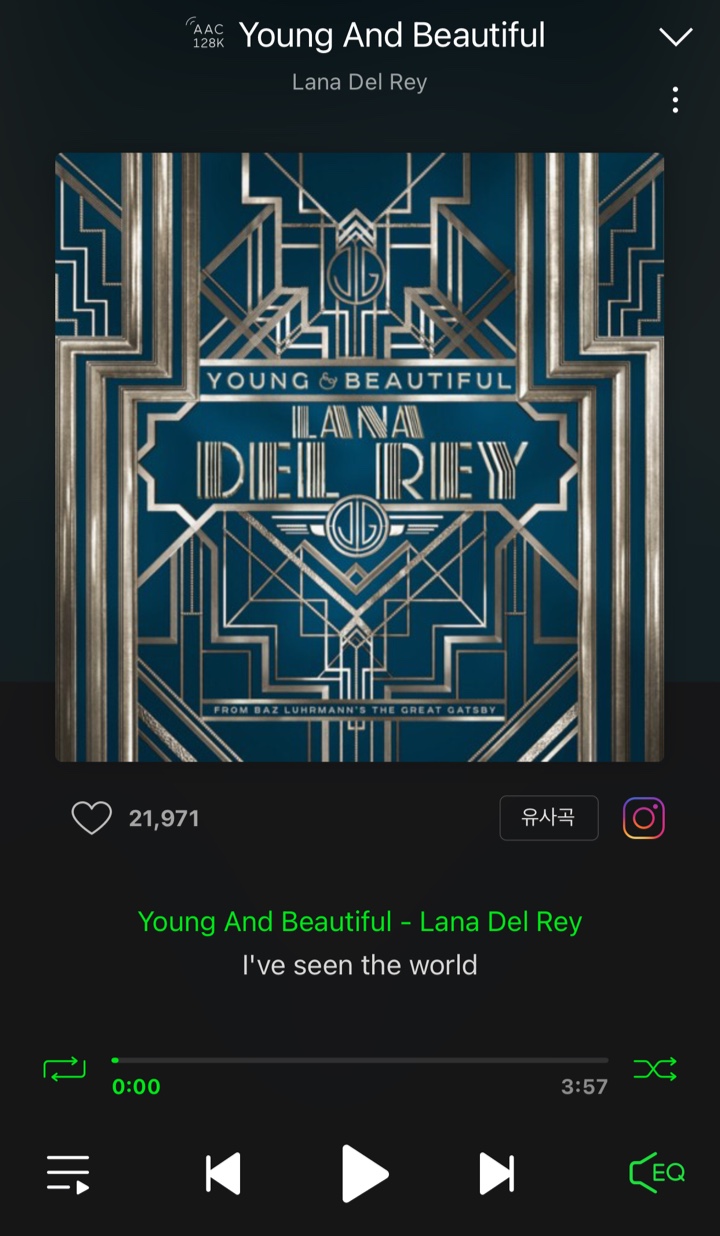 AAC
128K
Young And Beautiful
Lana Del Rey
JG
YOUNG & BEAUTIFUL
LANA
DEL REY
JG
FROM BAZ LUHRMANN'S THE GREAT GATSBY
21,971
유사곡
Young And Beautiful - Lana Del Rey
I've seen the world
0:00
3:57
EQ